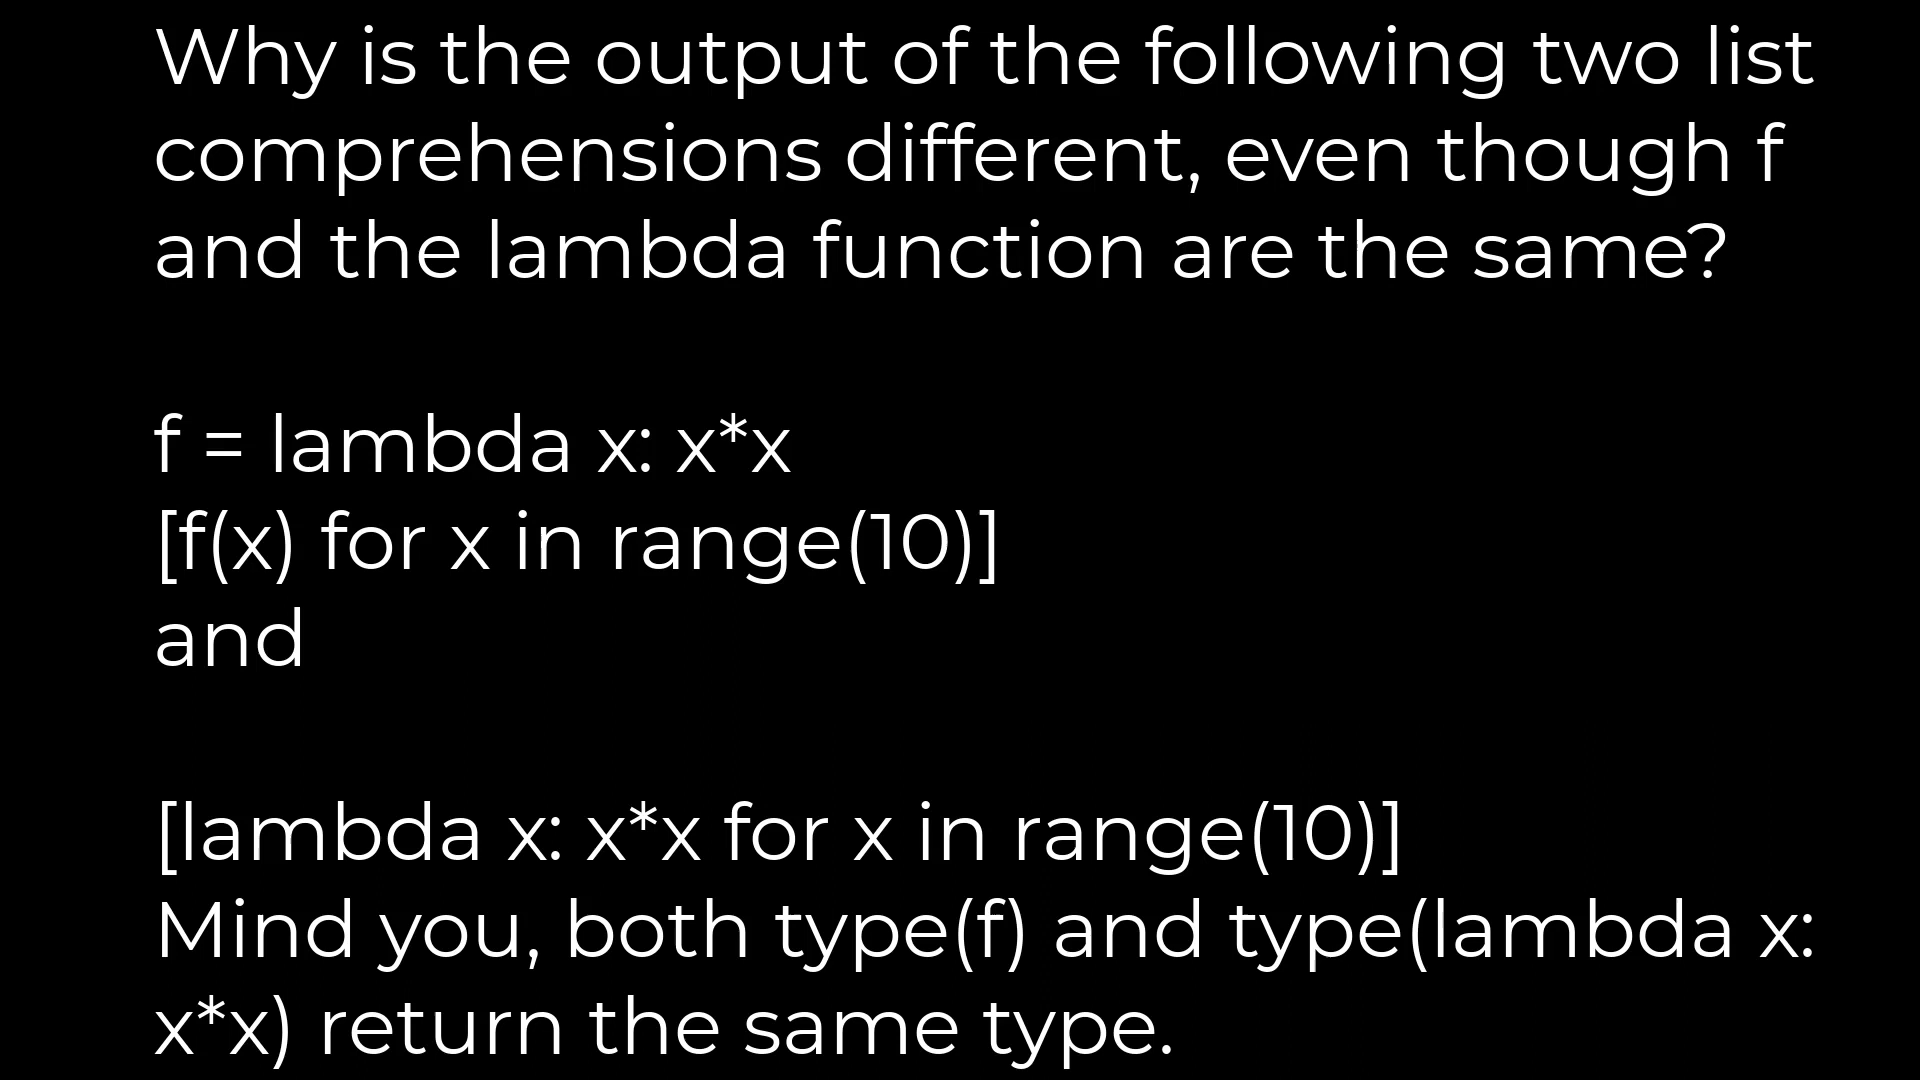 Why is the output of the following two list
comprehensions different, even though f
and the lambda function are the same?
f = lambda x: x*x
[f(x) for x in range(10)]
and
[lambda x: x*x for x in range(10)]
Mind you, both type(f) and type(lambda x:
x*x) return the same type.